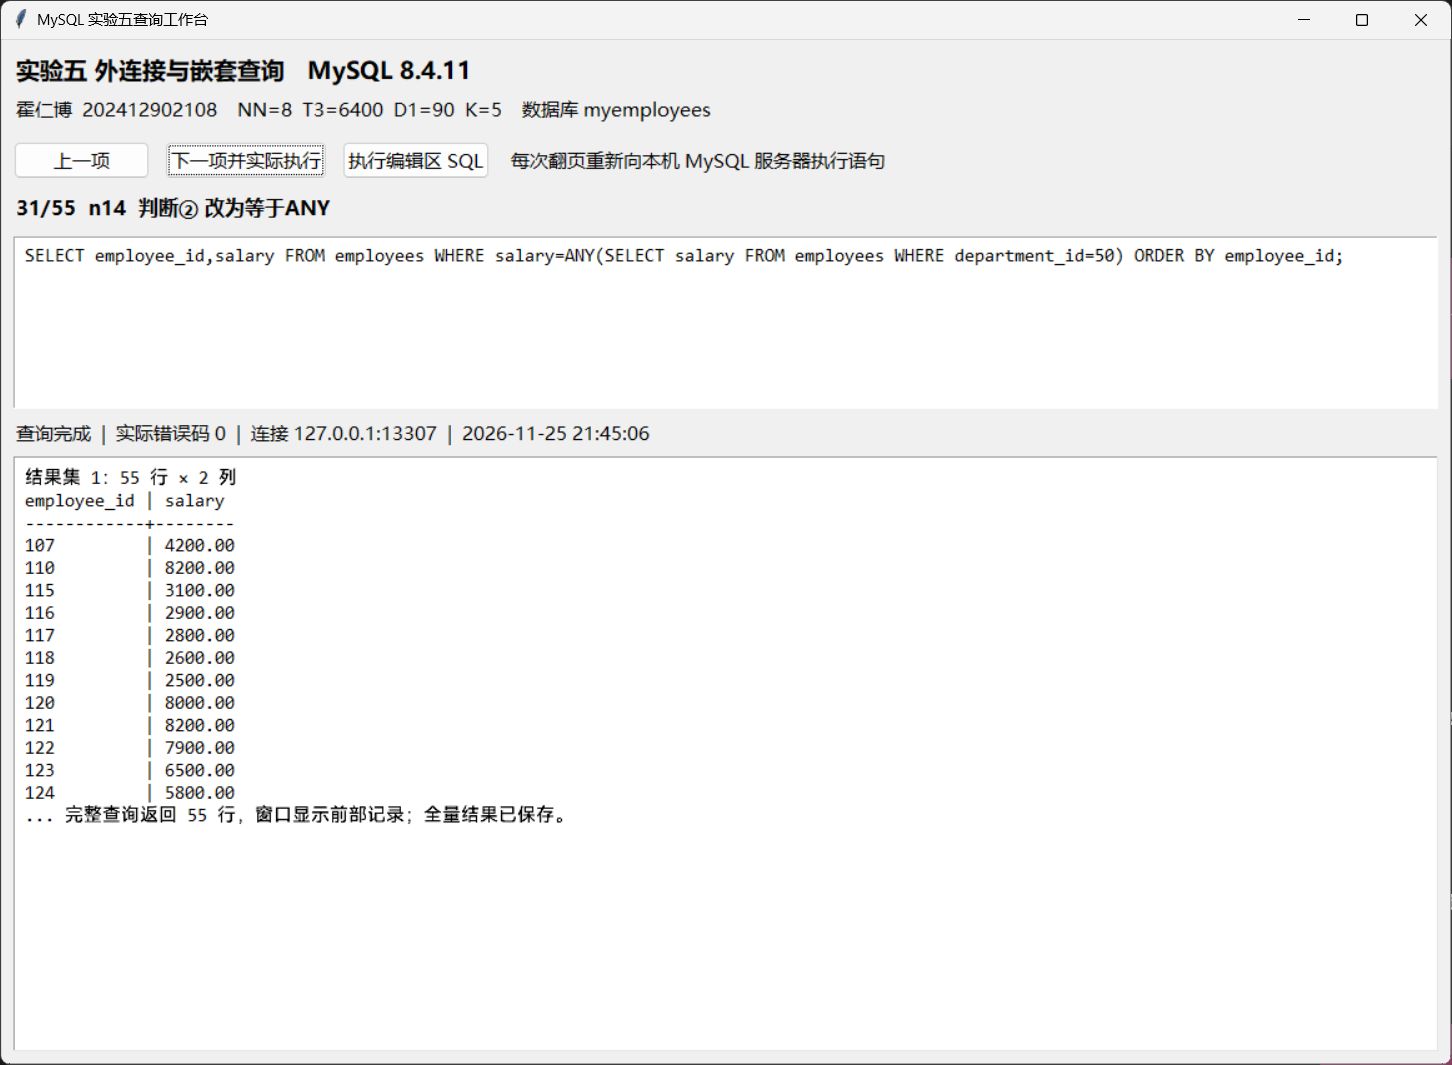 MySQL 实验五查询工作台
实验五 外连接与嵌套查询 MySQL 8.4.11
霍仁博 202412902108 NN=8 T3=6400 D1=90 K=5 数据库 myemployees
上一项 下一项并实际执行 执行编辑区 SQL 每次翻页重新向本机 MySQL 服务器执行语句
31/55 n14 判断② 改为等于ANY
SELECT employee_id,salary FROM employees WHERE salary=ANY(SELECT salary FROM employees WHERE department_id=50) ORDER BY employee_id;
查询完成 | 实际错误码 0 | 连接 127.0.0.1:13307 | 2026-11-25 21:45:06
结果集 1: 55 行 × 2 列
employee_id | salary
------------+--------
107         | 4200.00
110         | 8200.00
115         | 3100.00
116         | 2900.00
117         | 2800.00
118         | 2600.00
119         | 2500.00
120         | 8000.00
121         | 8200.00
122         | 7900.00
123         | 6500.00
124         | 5800.00
... 完整查询返回 55 行，窗口显示前部记录；全量结果已保存。